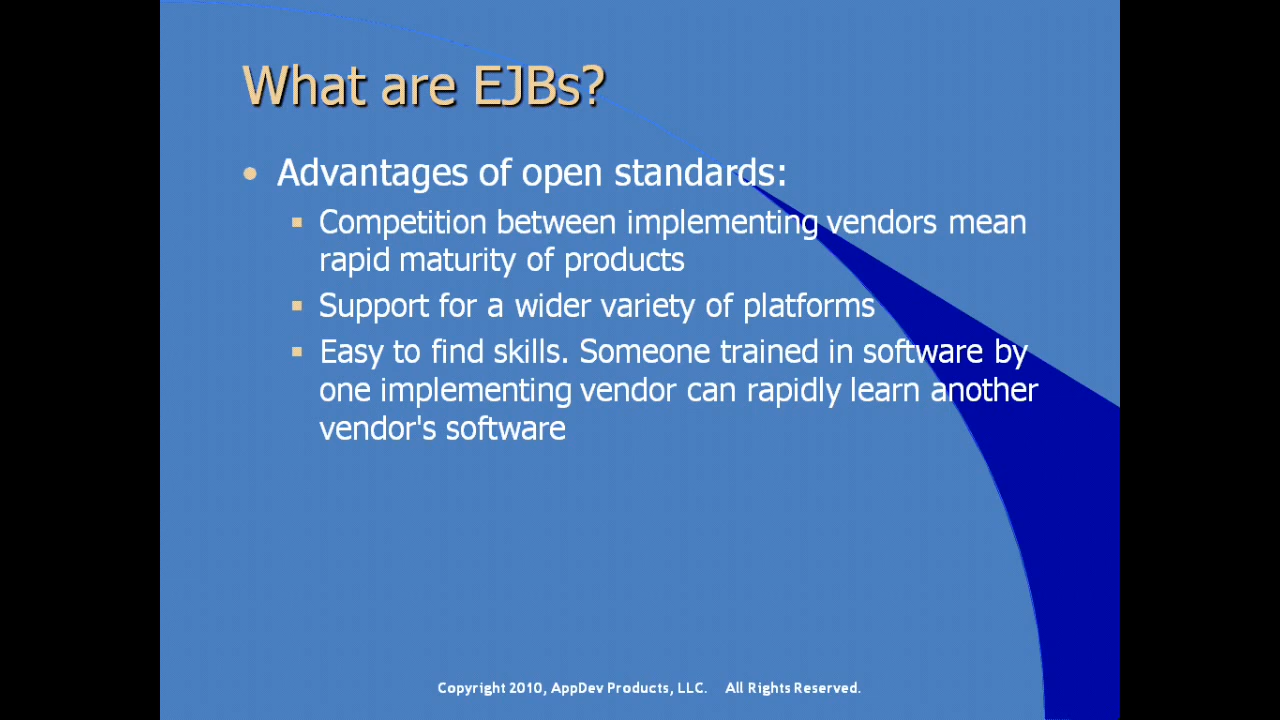 What are EJBs?
Advantages of open standards:
Competition between implementing vendors mean
rapid maturity of products
Support for a wider variety of platforms
Easy to find skills. Someone trained in software by
one implementing vendor can rapidly learn another
vendor's software
Copyright 2010, AppDev Products, LLC. All Rights Reserved.